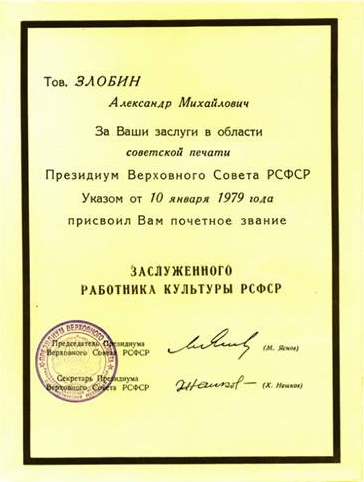 Тов. ЗЛОБИН
Александр Михайлович
За Ваши заслуги в области
советской печати
Президиум Верховного Совета РСФСР
Указом от 10 января 1979 года
присвоил Вам почетное звание
ЗАСЛУЖЕННОГО
РАБОТНИКА КУЛЬТУРЫ РСФСР
Председатель Президиума
Верховного Совета РСФСР
(М. Яснов)
Секретарь Президиума
Верховного Совета РСФСР
(Х. Нешков)
ПРЕЗИДИУМ ВЕРХОВНОГО